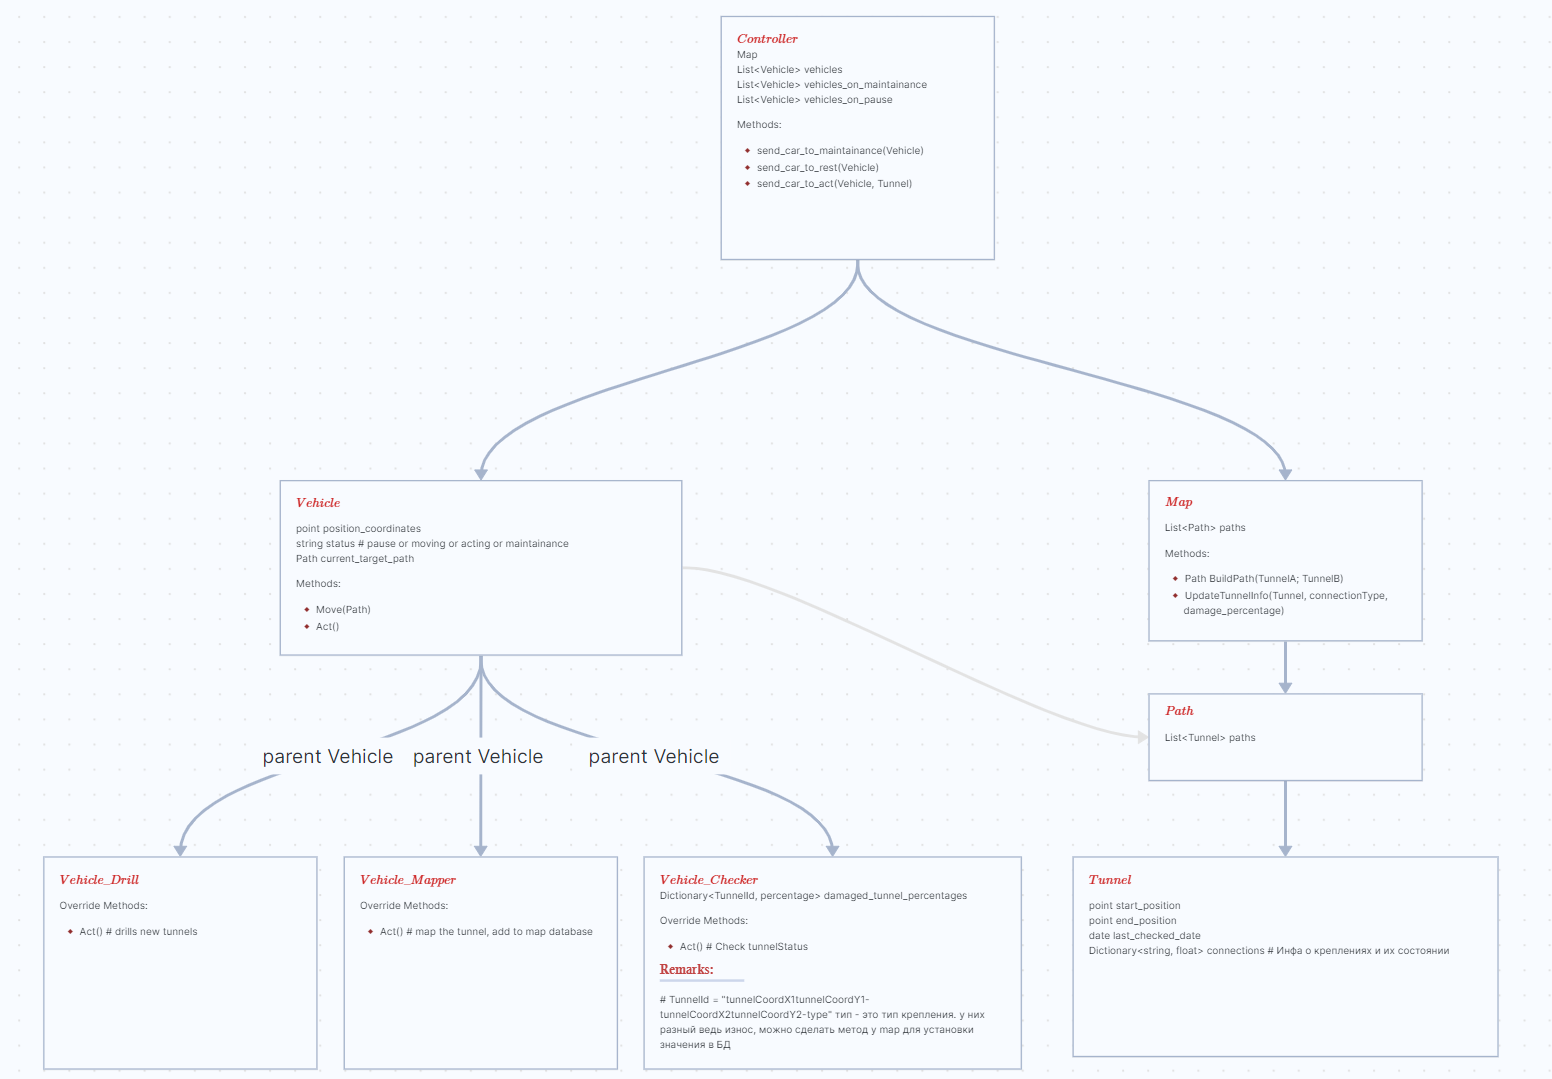 Controller
Map
List<Vehicle> vehicles
List<Vehicle> vehicles_on_maintainance
List<Vehicle> vehicles_on_pause
Methods:
send_car_to_maintainance(Vehicle)
send_car_to_rest(Vehicle)
send_car_to_act(Vehicle, Tunnel)
Vehicle
point position_coordinates
string status # pause or moving or acting or maintainance
Path current_target_path
Methods:
Move(Path)
Act()
Map
List<Path> paths
Methods:
Path BuildPath(TunnelA; TunnelB)
UpdateTunnelInfo(Tunnel, connectionType,
damage_percentage)
Path
List<Tunnel> paths
parent Vehicle
parent Vehicle
parent Vehicle
Vehicle_Drill
Override Methods:
Act() # drills new tunnels
Vehicle_Mapper
Override Methods:
Act() # map the tunnel, add to map database
Vehicle_Checker
Dictionary<TunnelId, percentage> damaged_tunnel_percentages
Override Methods:
Act() # Check tunnelStatus
Remarks:
# TunnelId = "tunnelCoordX1tunnelCoordY1-
tunnelCoordX2tunnelCoordY2-type" тип - это тип крепления. у них
разный ведь износ, можно сделать метод у map для установки
значения в БД
Tunnel
point start_position
point end_position
date last_checked_date
Dictionary<string, float> connections # Инфа о креплениях и их состоянии